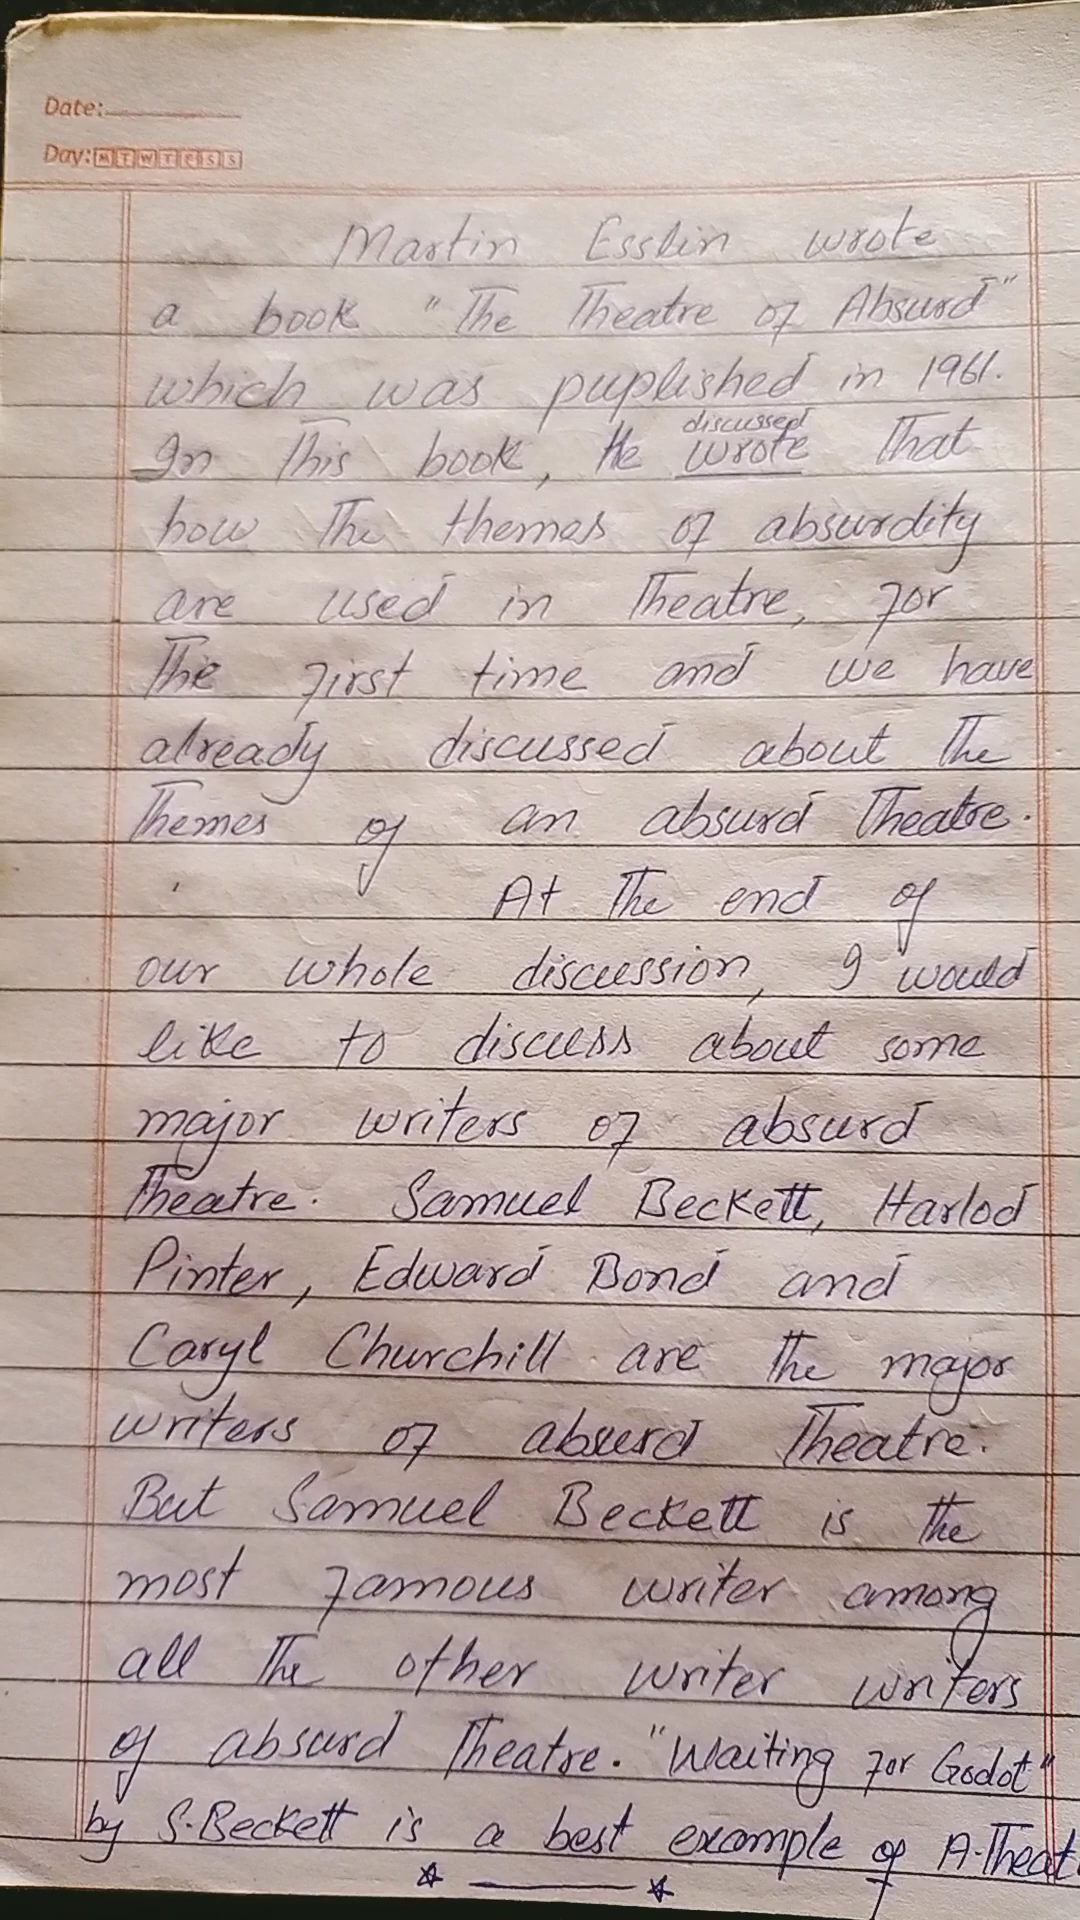 Date:
Day: M T W T F S S
Martin Esslin wrote
a book "The Theatre of Absurd"
which was puplished in 1961.
discussed
In this book, He wrote that
how the themes of absurdity
are used in Theatre, for
the first time and we have
already discussed about the
themes of an absurd Theatre.
At the end of
our whole discussion, I would
like to discuss about some
major writers of absurd
Theatre. Samuel Beckett, Harlod
Pinter, Edward Bond and
Caryl Churchill are the major
writers of absurd Theatre.
But Samuel Beckett is the
most famous writer among
all the other writer writers
of absurd Theatre. "Waiting for Godot"
by S.Beckett is a best example of A.Theat